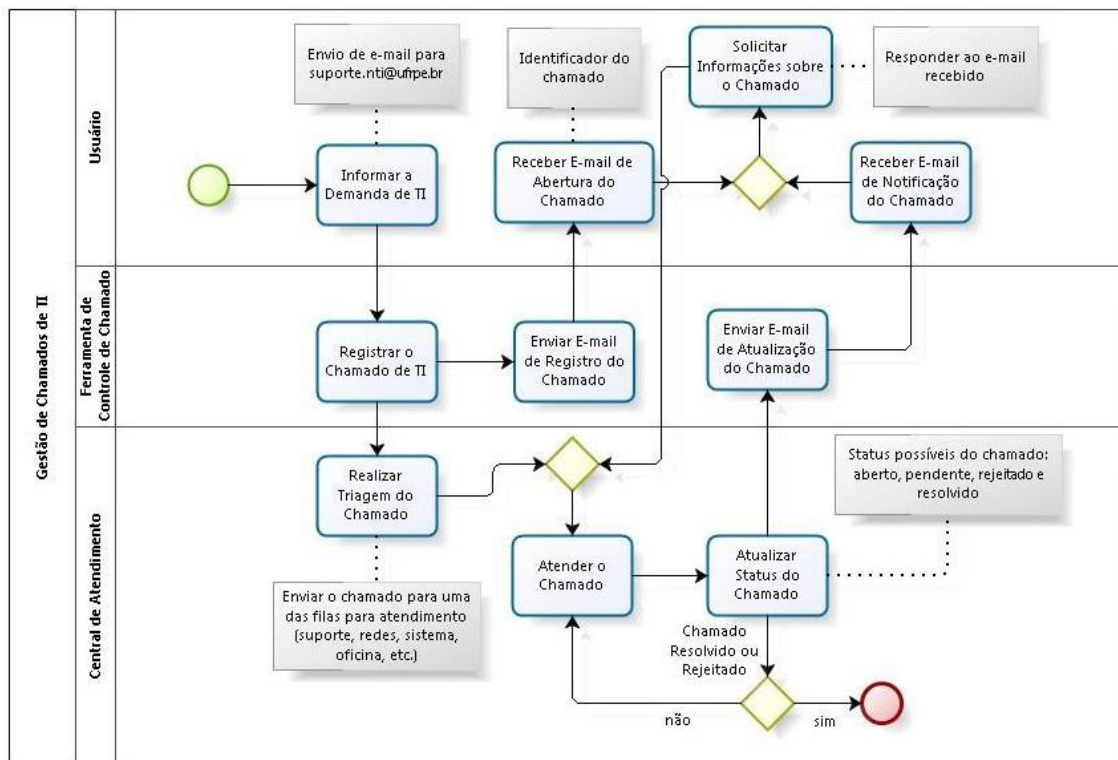 Gestão de Chamados de TI
Usuário
Envio de e-mail para
suporte.nti@ufrpe.br
Identificador do
chamado
Solicitar
Informações sobre
o Chamado
Responder ao e-mail
recebido
Informar a
Demanda de TI
Receber E-mail de
Abertura do
Chamado
Receber E-mail
de Notificação
do Chamado
Ferramenta de
Controle de Chamado
Registrar o
Chamado de TI
Enviar E-mail
de Registro do
Chamado
Enviar E-mail
de Atualização
do Chamado
Central de Atendimento
Realizar
Triagem do
Chamado
Status possíveis do chamado:
aberto, pendente, rejeitado e
resolvido
Atender o
Chamado
Atualizar
Status do
Chamado
Enviar o chamado para uma
das filas para atendimento
(suporte, redes, sistema,
oficina, etc.)
Chamado
Resolvido ou
Rejeitado
não
sim